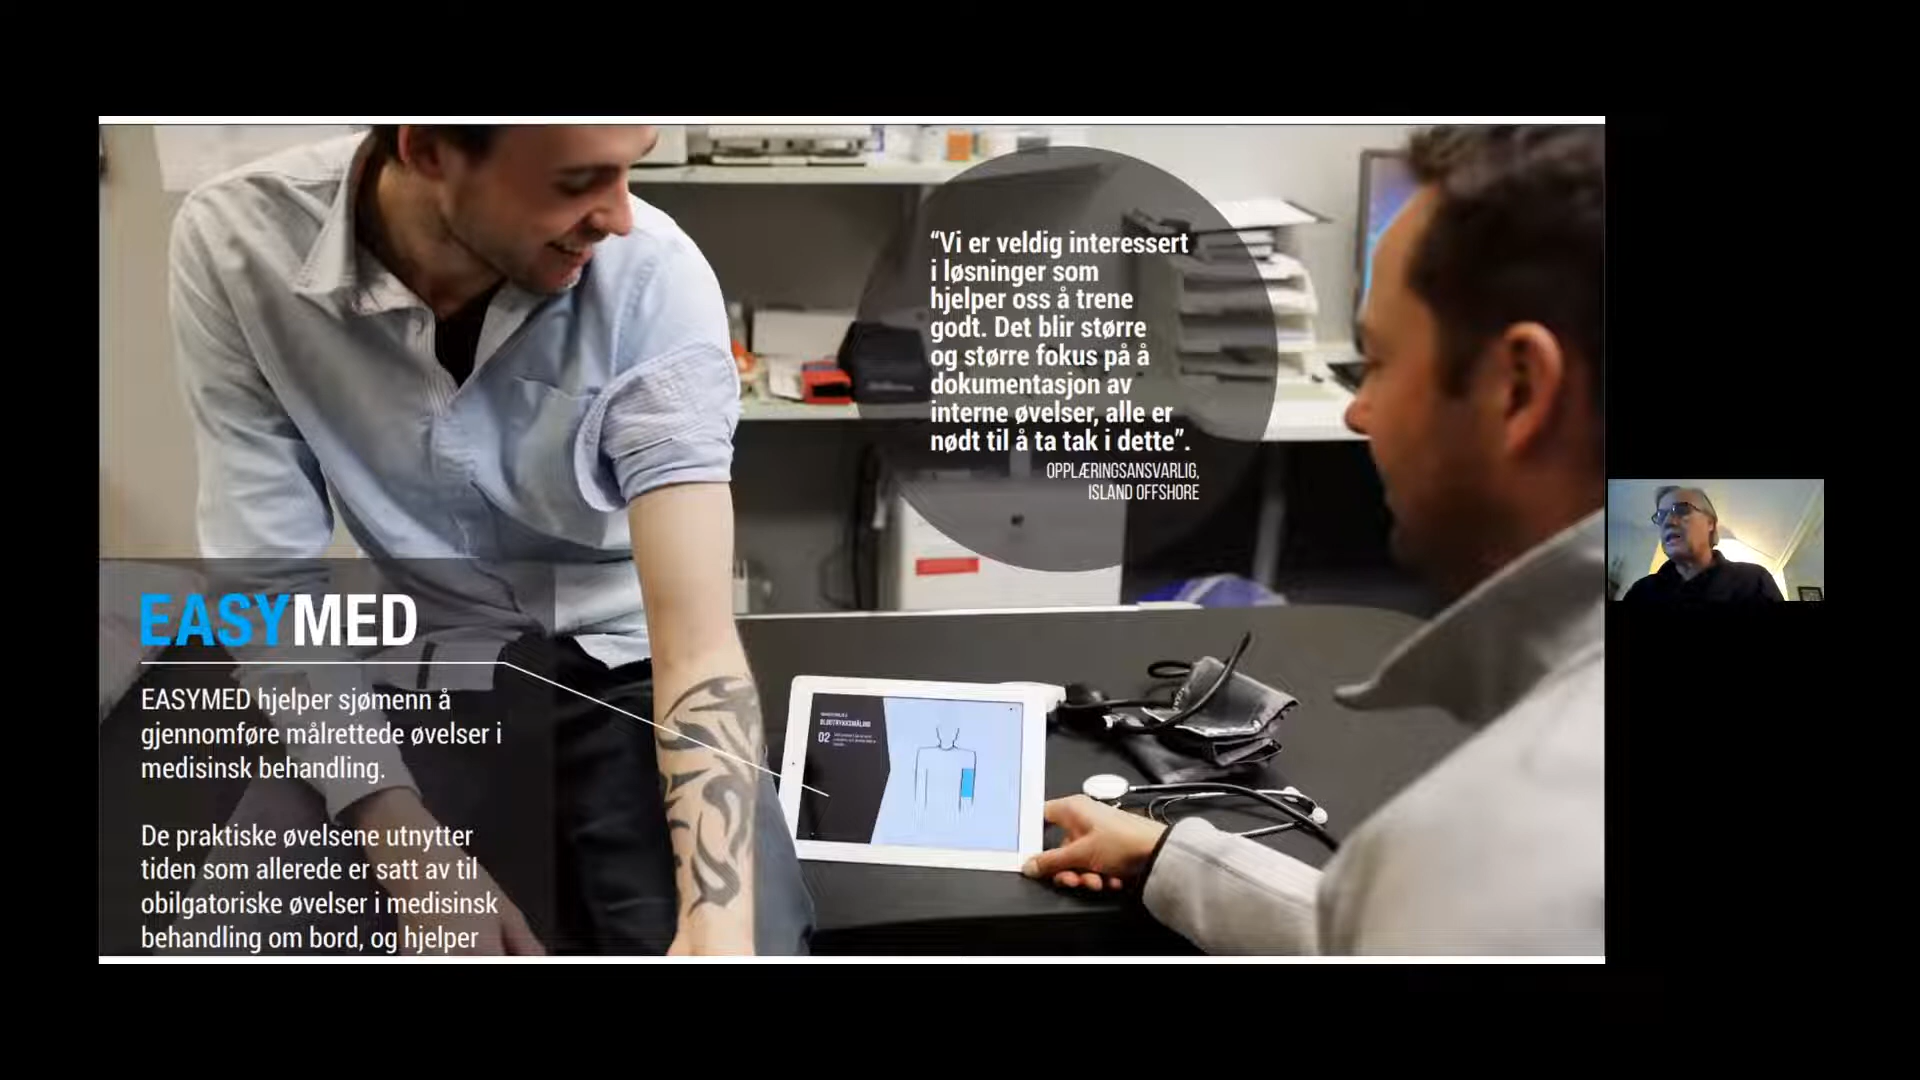 “Vi er veldig interessert
i løsninger som
hjelper oss å trene
godt. Det blir større
og større fokus på å
dokumentasjon av
interne øvelser, alle er
nødt til å ta tak i dette”.
OPPLÆRINGSANSVARLIG,
ISLAND OFFSHORE
EASYMED
EASYMED hjelper sjømenn å
gjennomføre målrettede øvelser i
medisinsk behandling.
De praktiske øvelsene utnytter
tiden som allerede er satt av til
obilgatoriske øvelser i medisinsk
behandling om bord, og hjelper
BLODTRYKKSMÅLING
02